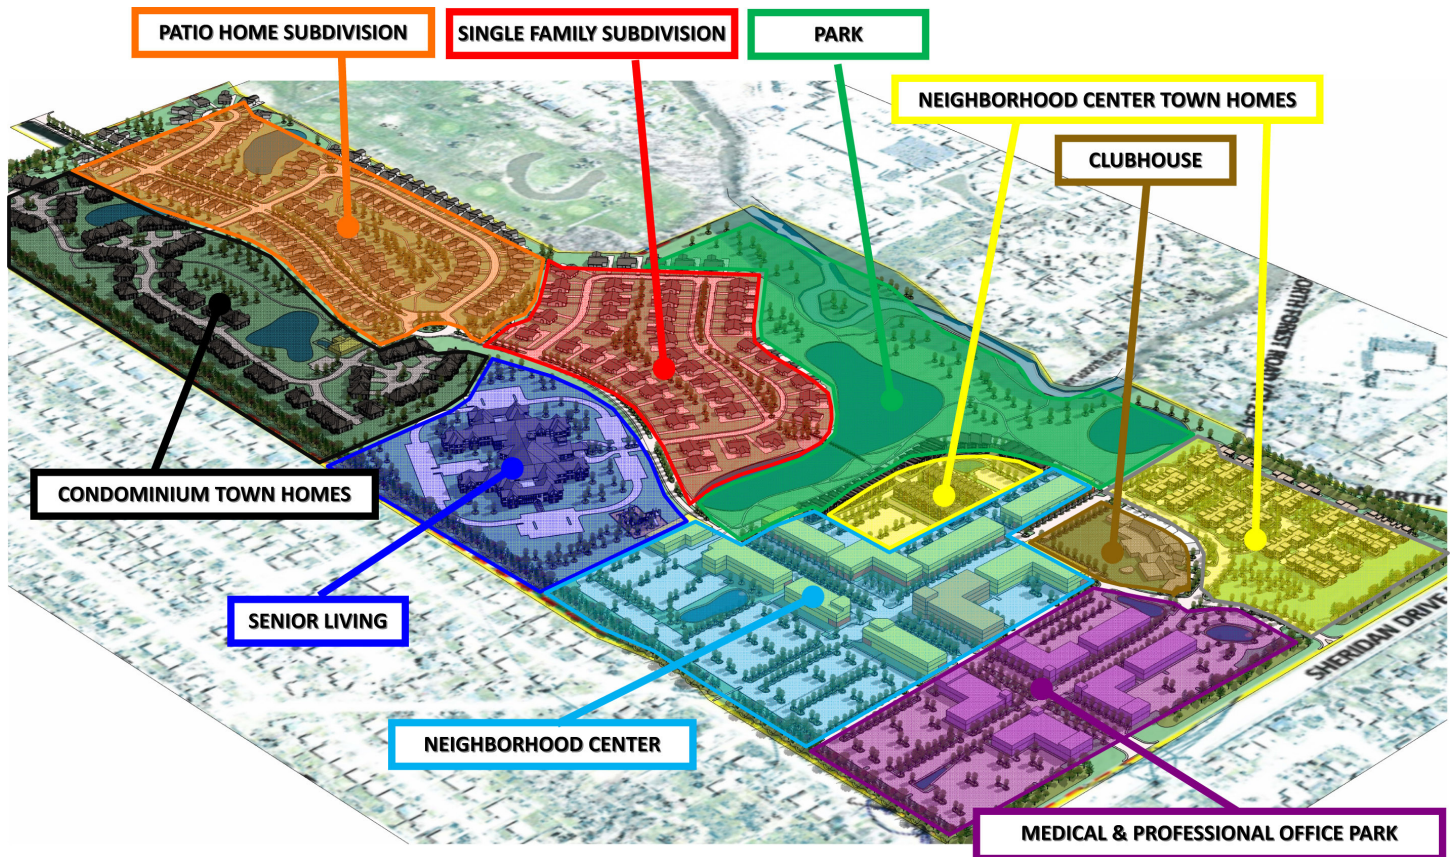 PATIO HOME SUBDIVISION
SINGLE FAMILY SUBDIVISION
PARK
NEIGHBORHOOD CENTER TOWN HOMES
CLUBHOUSE
NORTH
SHERIDAN DRIVE
CONDOMINIUM TOWN HOMES
SENIOR LIVING
NEIGHBORHOOD CENTER
MEDICAL & PROFESSIONAL OFFICE PARK